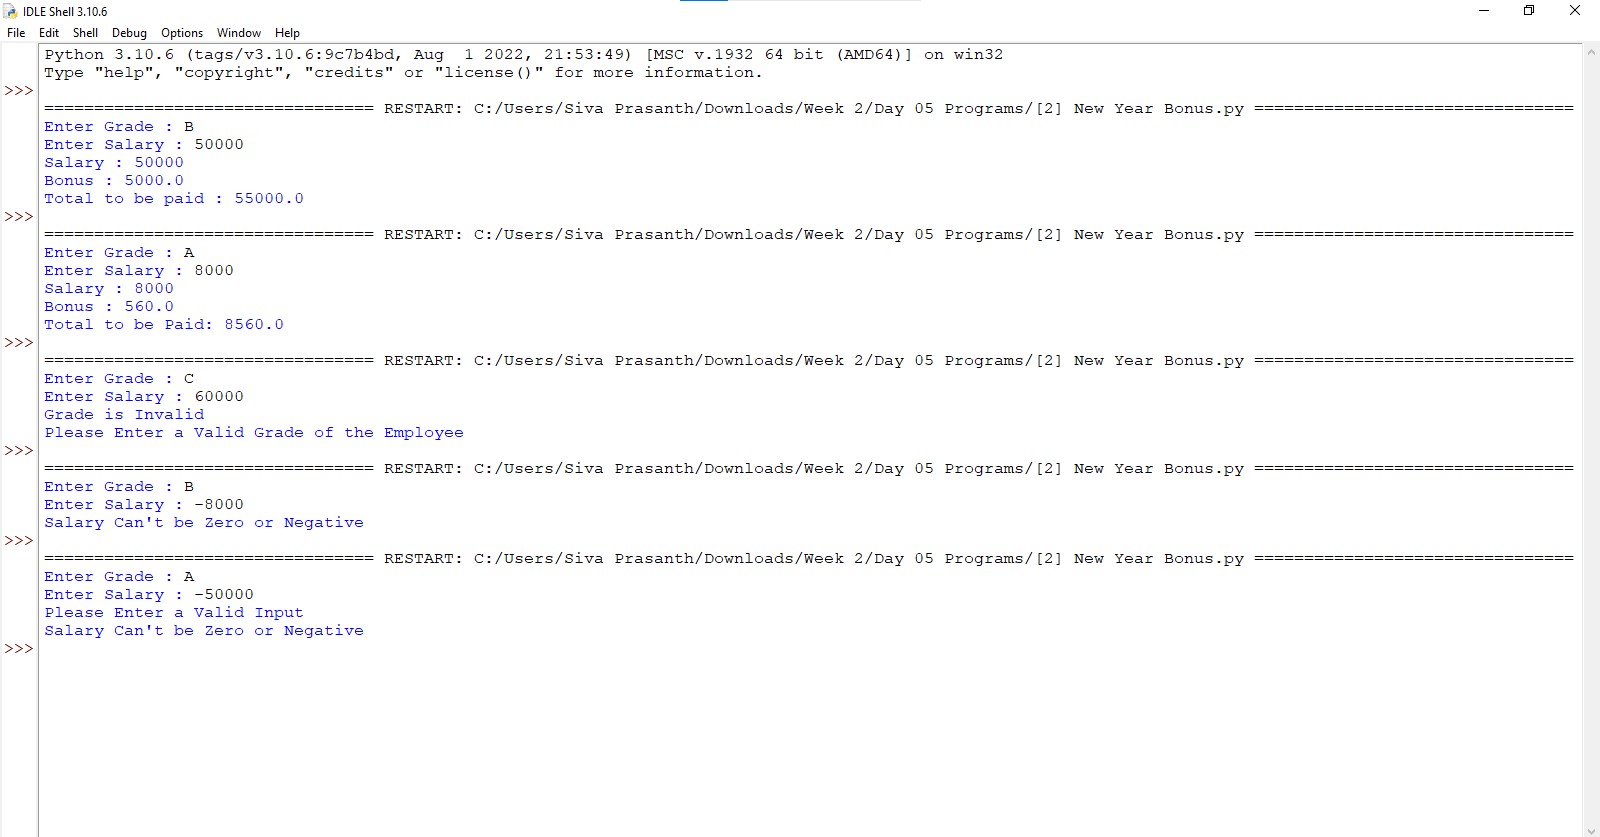 IDLE Shell 3.10.6
File Edit Shell Debug Options Window Help
Python 3.10.6 (tags/v3.10.6:9c7b4bd, Aug  1 2022, 21:53:49) [MSC v.1932 64 bit (AMD64)] on win32
Type "help", "copyright", "credits" or "license()" for more information.
>>>
================================= RESTART: C:/Users/Siva Prasanth/Downloads/Week 2/Day 05 Programs/[2] New Year Bonus.py ================================
Enter Grade : B
Enter Salary : 50000
Salary : 50000
Bonus : 5000.0
Total to be paid : 55000.0
>>>
================================= RESTART: C:/Users/Siva Prasanth/Downloads/Week 2/Day 05 Programs/[2] New Year Bonus.py ================================
Enter Grade : A
Enter Salary : 8000
Salary : 8000
Bonus : 560.0
Total to be Paid: 8560.0
>>>
================================= RESTART: C:/Users/Siva Prasanth/Downloads/Week 2/Day 05 Programs/[2] New Year Bonus.py ================================
Enter Grade : C
Enter Salary : 60000
Grade is Invalid
Please Enter a Valid Grade of the Employee
>>>
================================= RESTART: C:/Users/Siva Prasanth/Downloads/Week 2/Day 05 Programs/[2] New Year Bonus.py ================================
Enter Grade : B
Enter Salary : -8000
Salary Can't be Zero or Negative
>>>
================================= RESTART: C:/Users/Siva Prasanth/Downloads/Week 2/Day 05 Programs/[2] New Year Bonus.py ================================
Enter Grade : A
Enter Salary : -50000
Please Enter a Valid Input
Salary Can't be Zero or Negative
>>>